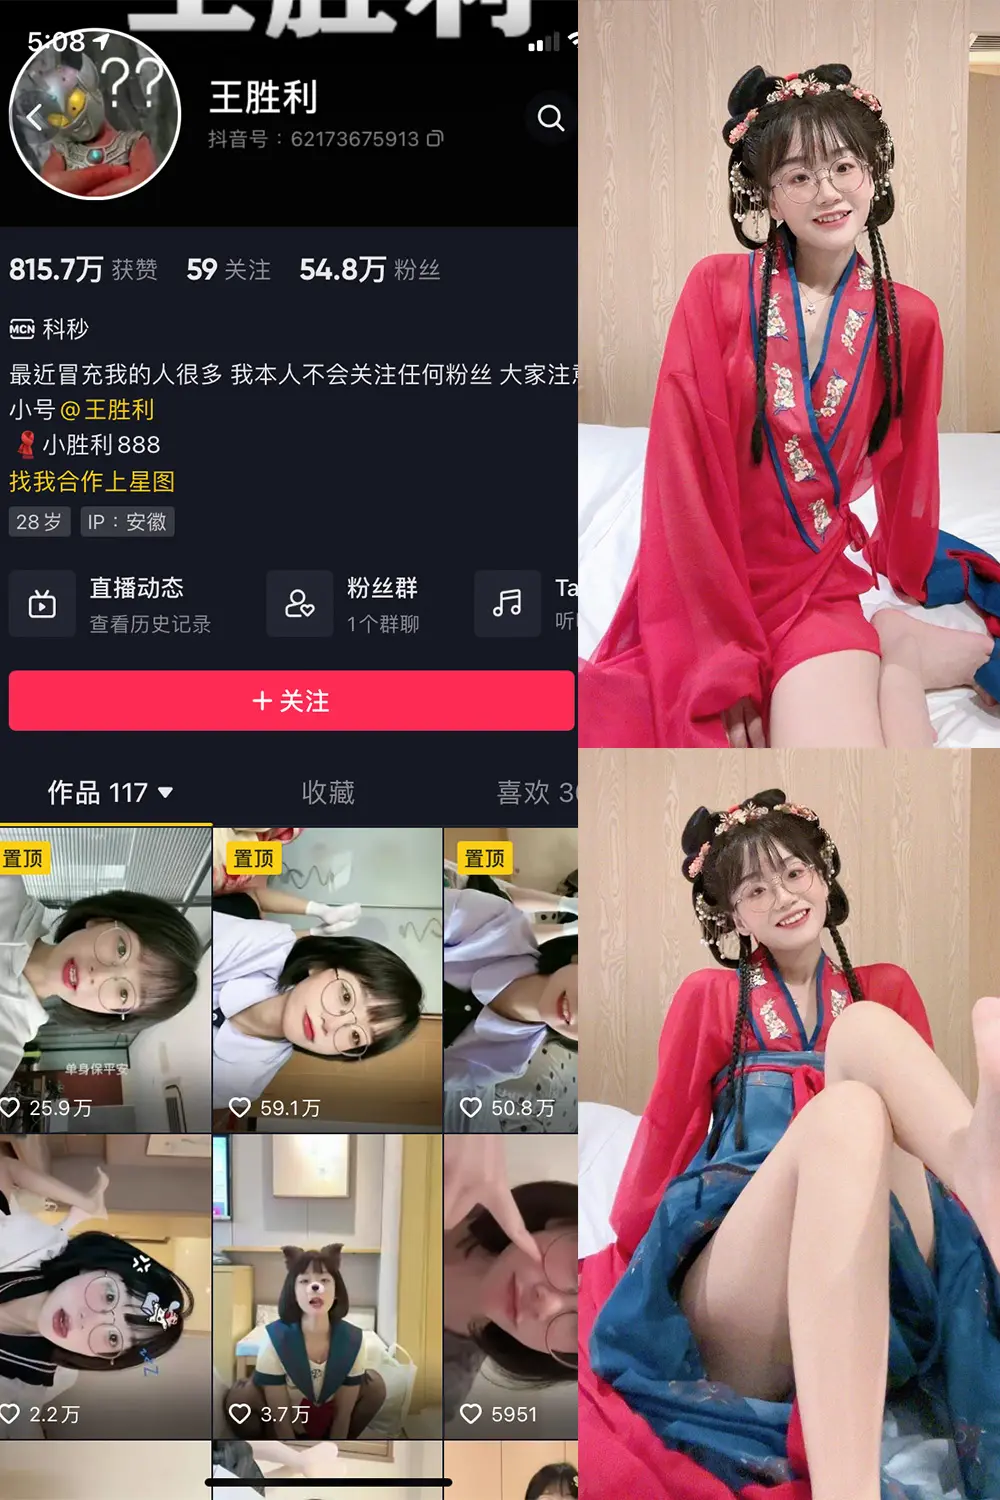 王胜利
5:08
??
王胜利
抖音号：62173675913
815.7万 获赞 59 关注 54.8万 粉丝
MCN 科秒
最近冒充我的人很多 我本人不会关注任何粉丝 大家注意
小号@王胜利
小胜利888
找我合作上星图
28岁 IP：安徽
直播动态 粉丝群 Ta
查看历史记录 1个群聊 听
+ 关注
作品 117 收藏 喜欢 3
置顶 置顶 置顶
单身保平安
25.9万 59.1万 50.8万
2.2万 3.7万 5951